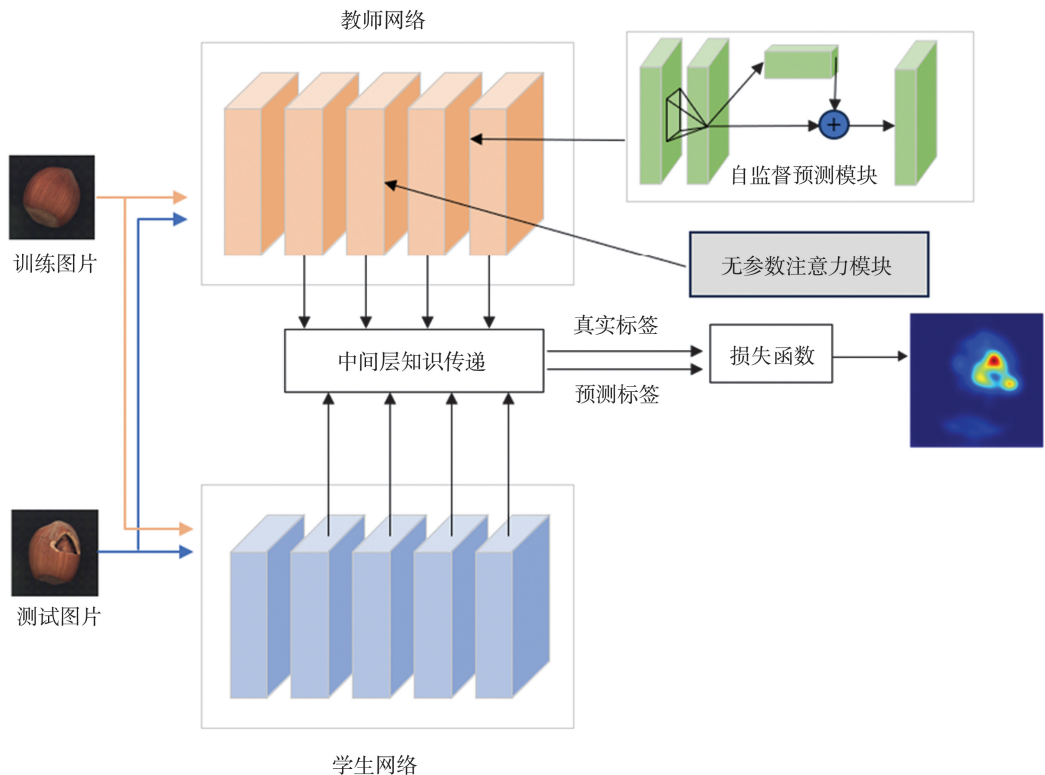 教师网络
自监督预测模块
训练图片
无参数注意力模块
真实标签
中间层知识传递
损失函数
预测标签
测试图片
学生网络